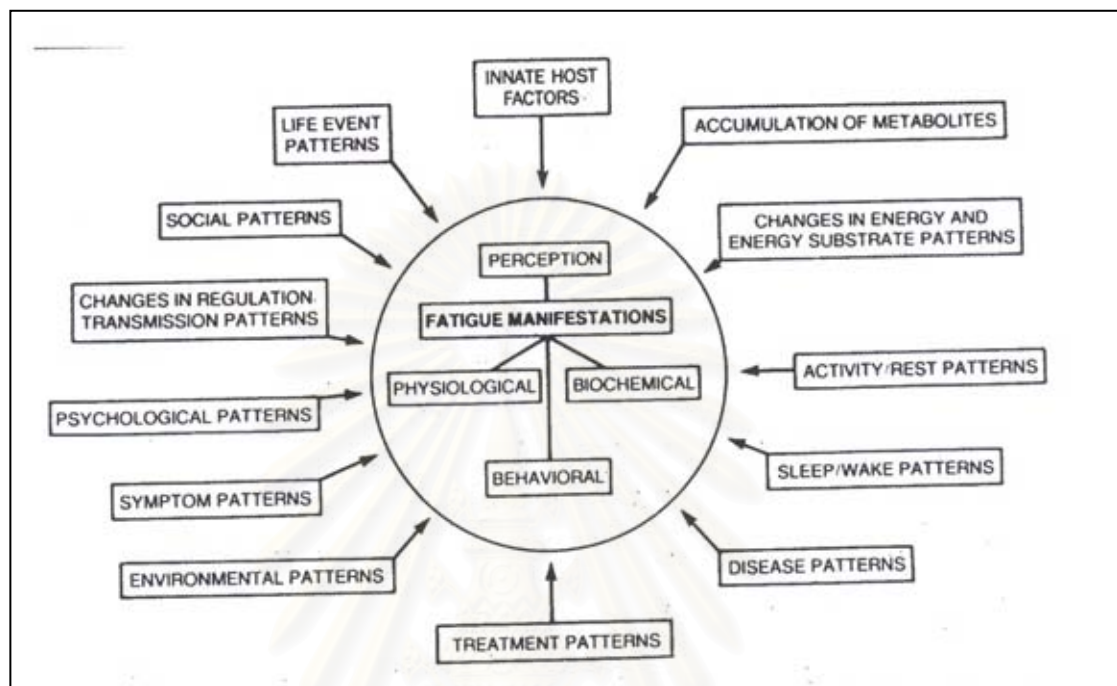 INNATE HOST
FACTORS
ACCUMULATION OF METABOLITES
CHANGES IN ENERGY AND
ENERGY SUBSTRATE PATTERNS
ACTIVITY/REST PATTERNS
SLEEP/WAKE PATTERNS
DISEASE PATTERNS
TREATMENT PATTERNS
ENVIRONMENTAL PATTERNS
SYMPTOM PATTERNS
PSYCHOLOGICAL PATTERNS
CHANGES IN REGULATION
TRANSMISSION PATTERNS
SOCIAL PATTERNS
LIFE EVENT
PATTERNS
PERCEPTION
FATIGUE MANIFESTATIONS
PHYSIOLOGICAL
BIOCHEMICAL
BEHAVIORAL